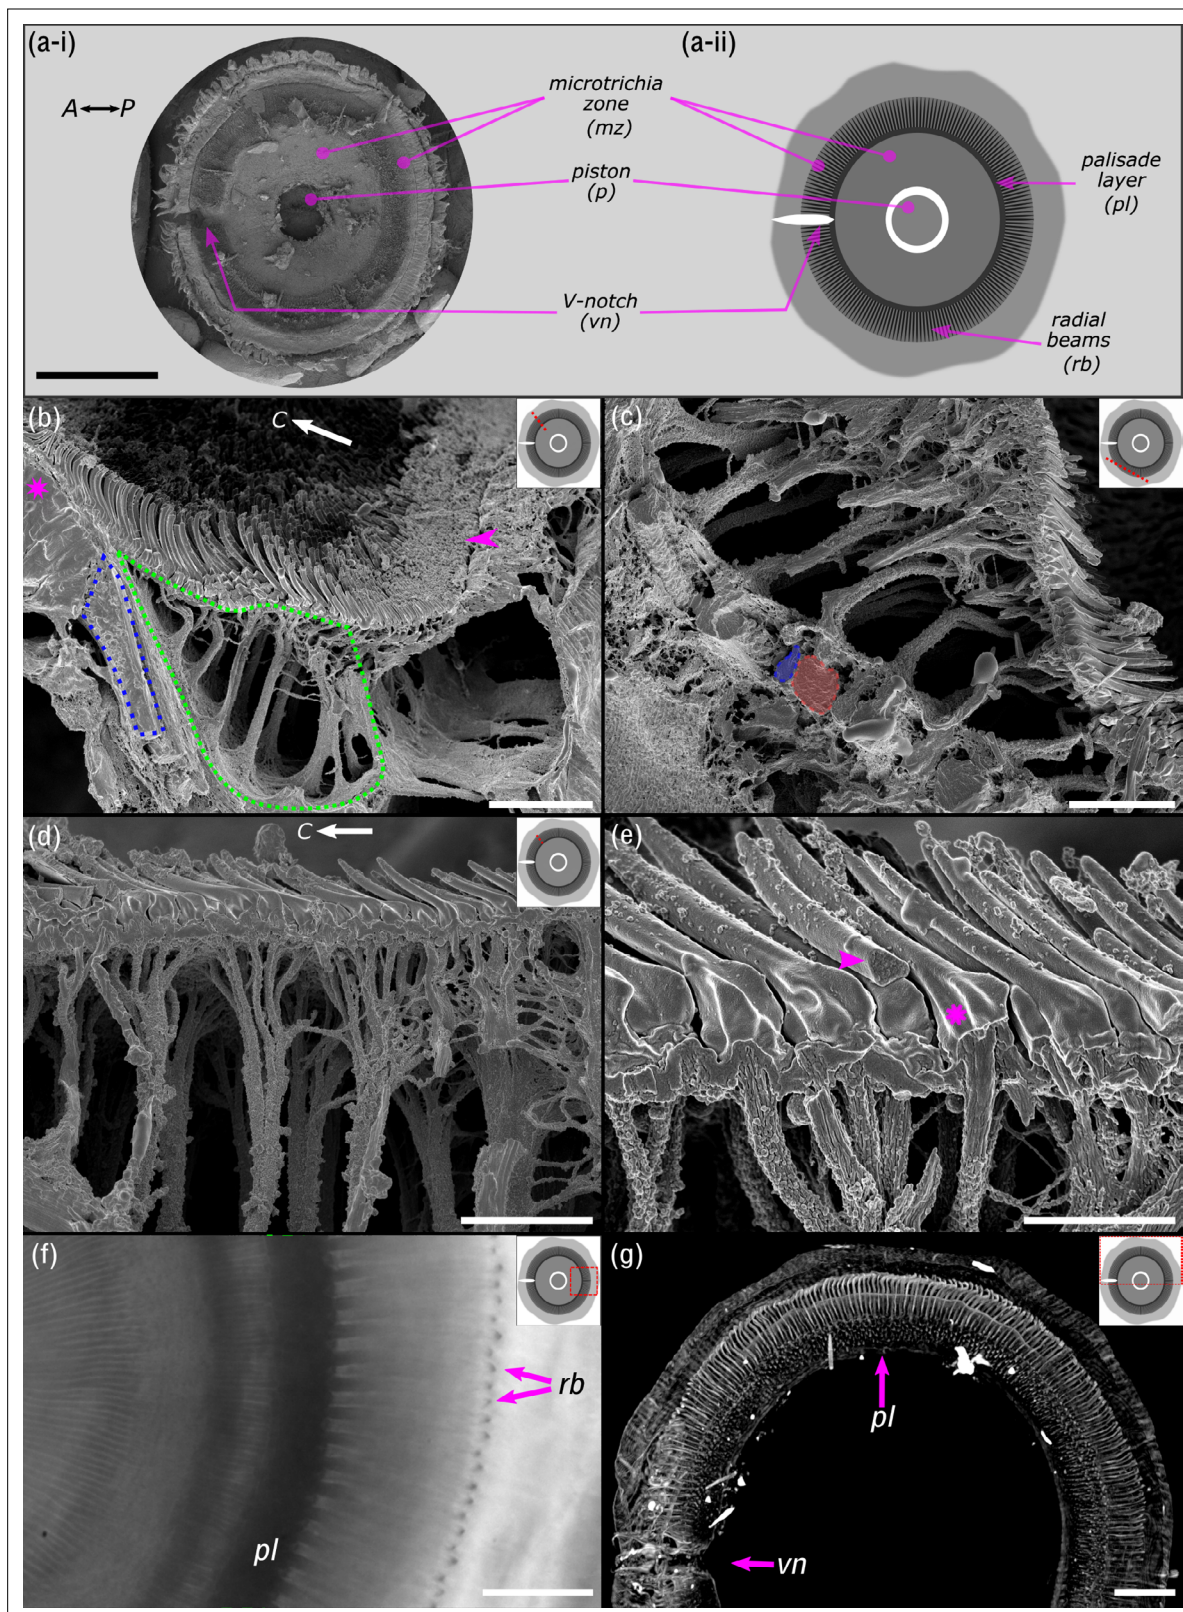 (a-i)
(a-ii)
A
P
microtrichia
zone
(mz)
piston
(p)
palisade
layer
(pl)
V-notch
(vn)
radial
beams
(rb)
(b)
C
(c)
(d)
C
(e)
(f)
rb
pl
(g)
pl
vn